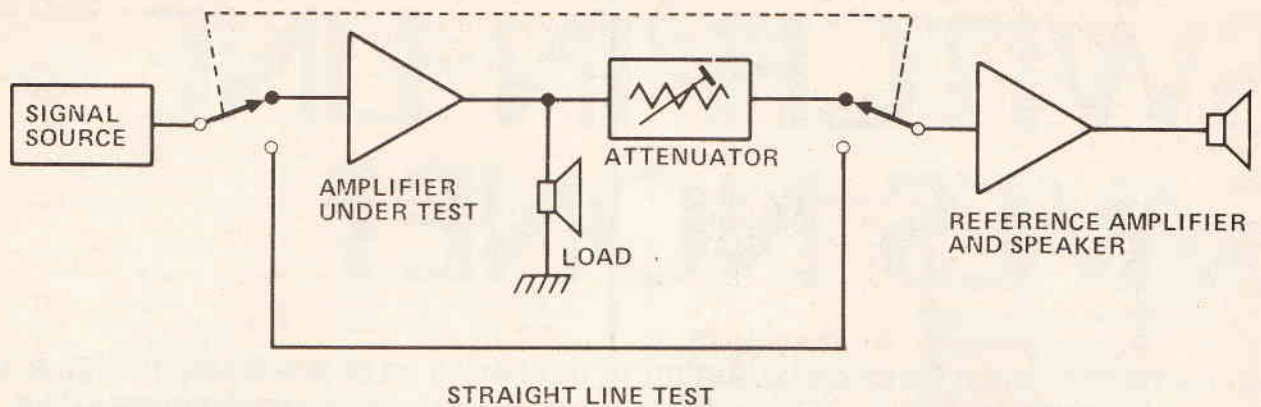 SIGNAL
SOURCE
AMPLIFIER
UNDER TEST
LOAD
ATTENUATOR
REFERENCE AMPLIFIER
AND SPEAKER
STRAIGHT LINE TEST